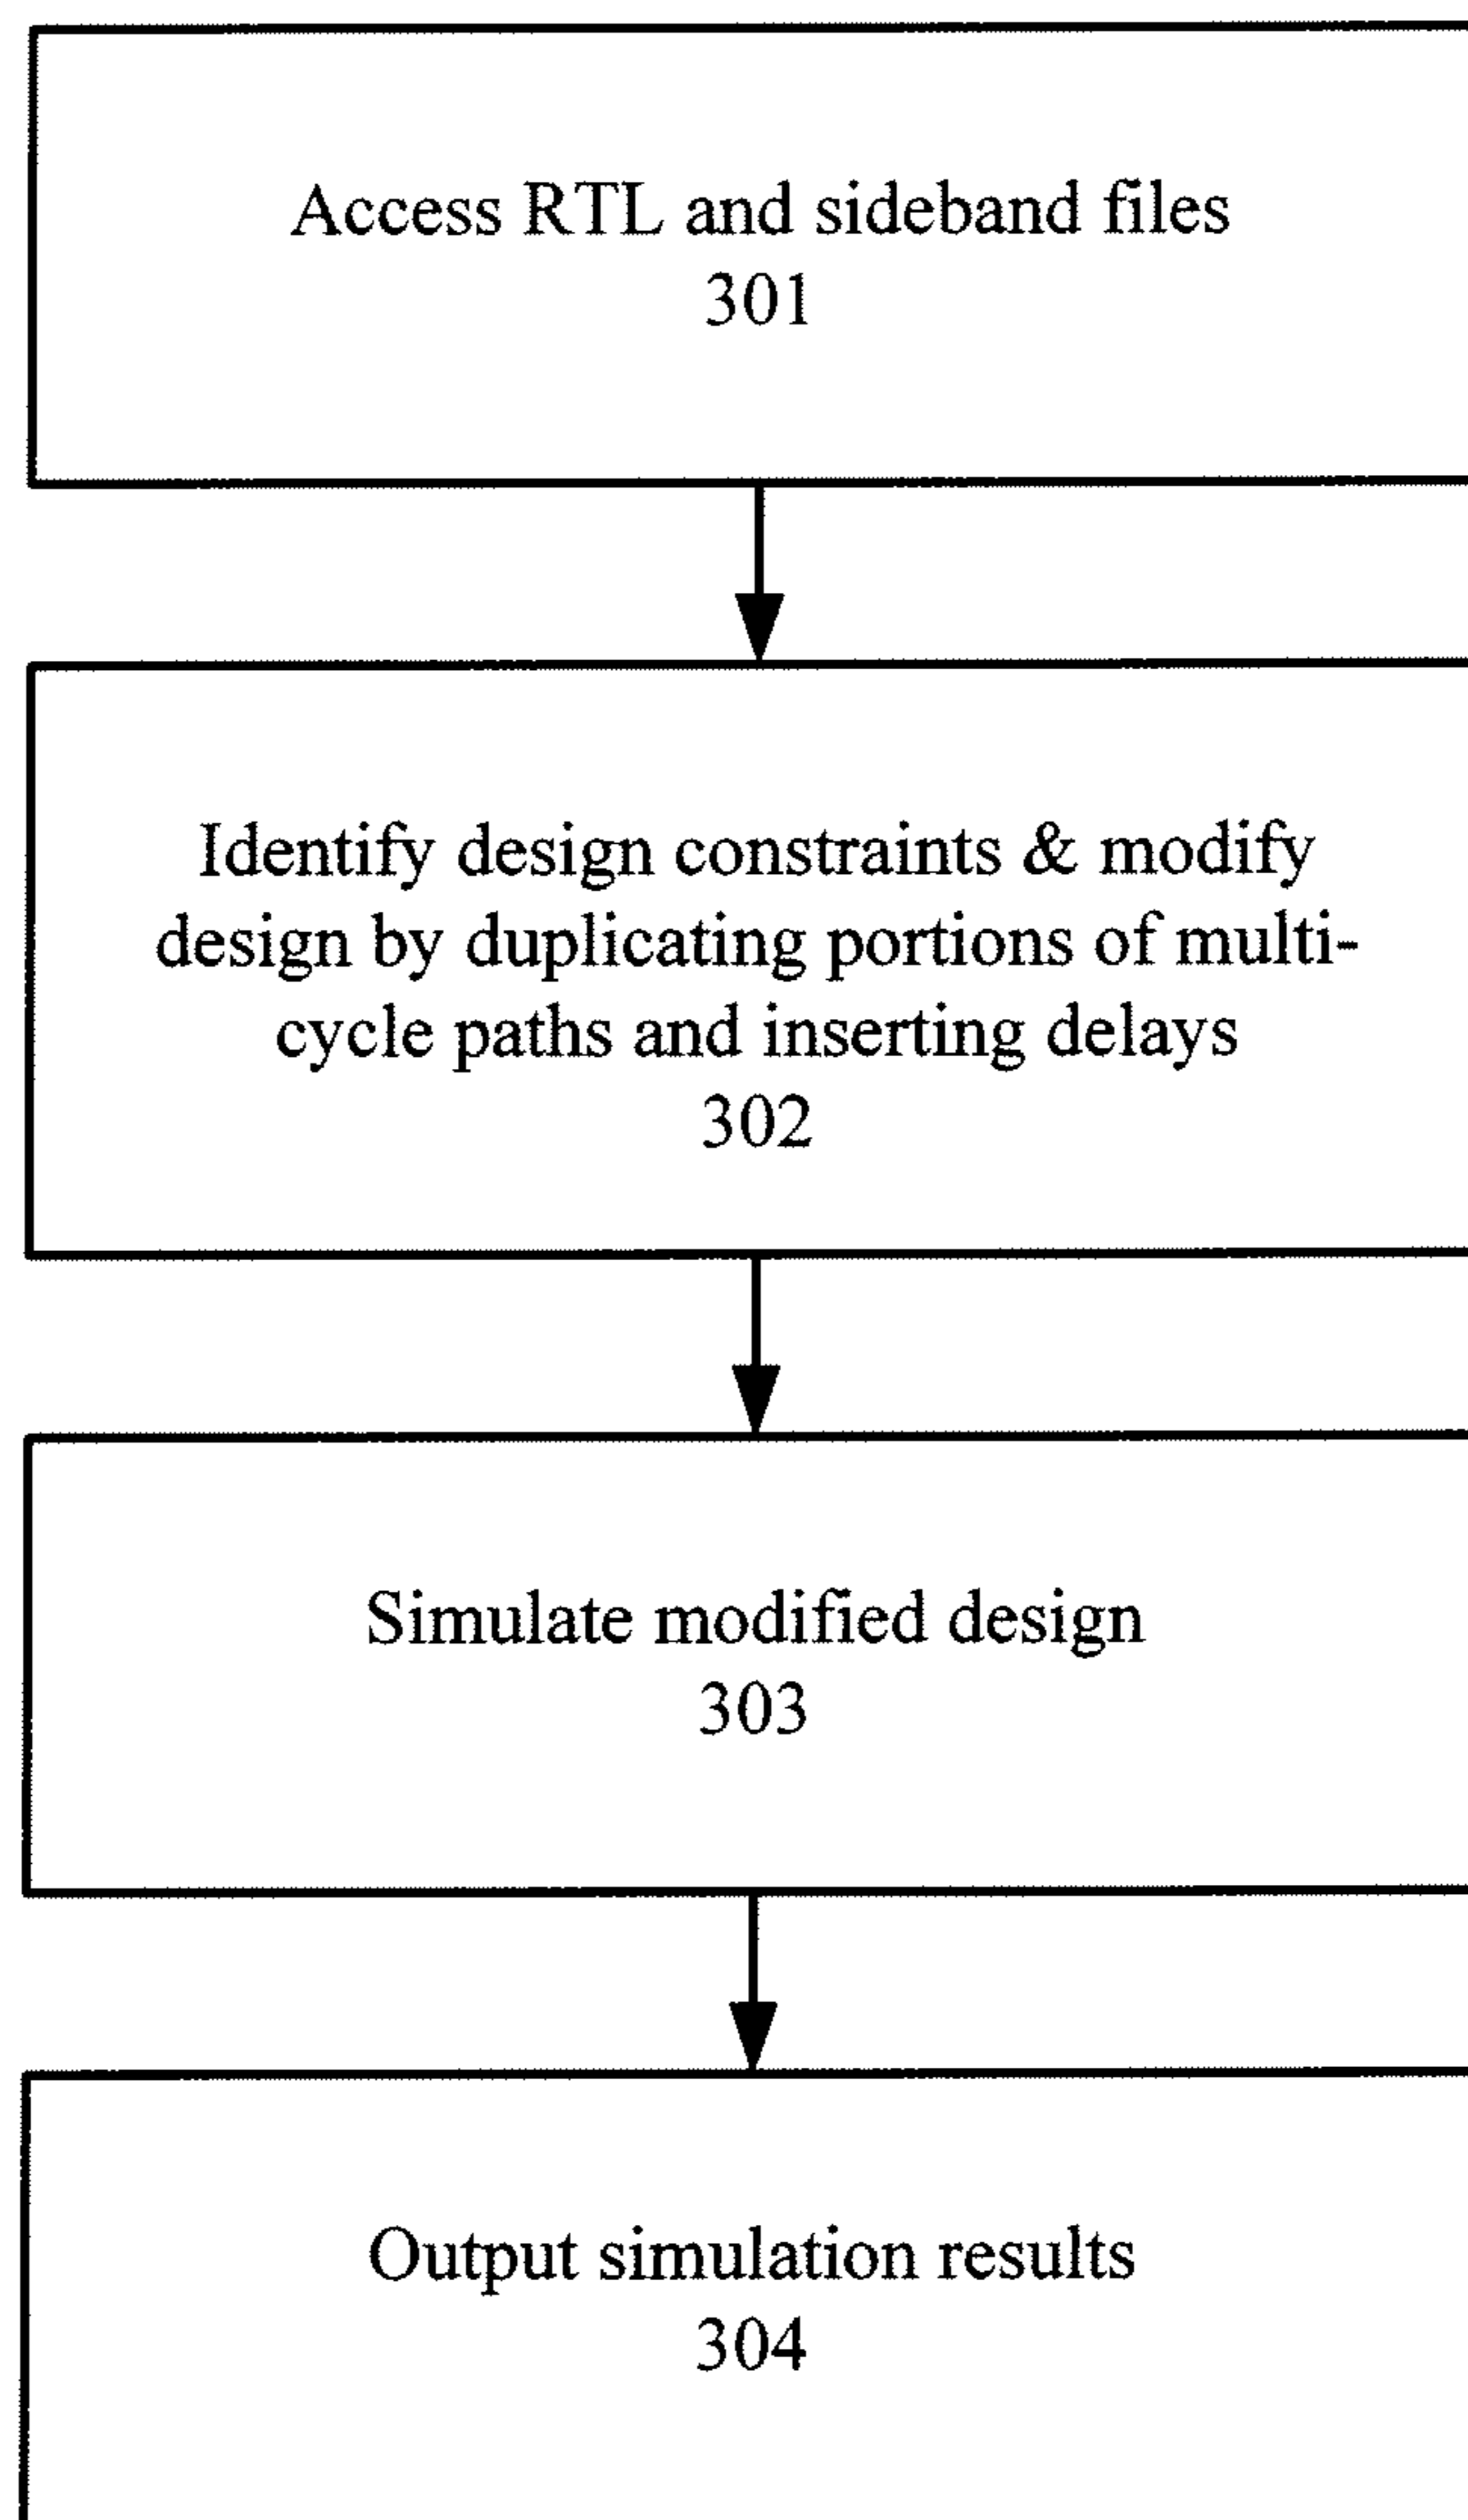 Access RTL and sideband files
301
Identify design constraints & modify
design by duplicating portions of multi-
cycle paths and inserting delays
302
Simulate modified design
303
Output simulation results
304